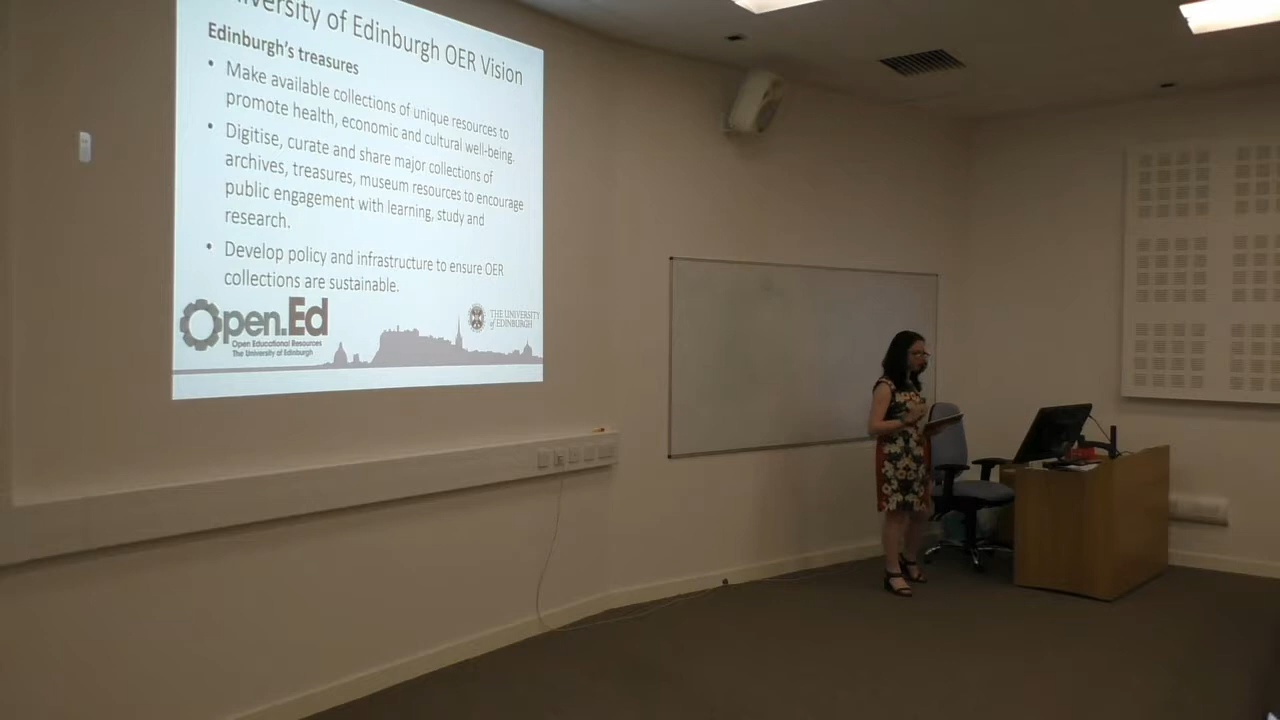 versity of Edinburgh OER Vision
Edinburgh's treasures
• Make available collections of unique resources to
promote health, economic and cultural well-being.
• Digitise, curate and share major collections of
archives, treasures, museum resources to encourage
public engagement with learning, study and
research.
• Develop policy and infrastructure to ensure OER
collections are sustainable.
Open.Ed
Open Educational Resources
The University of Edinburgh
THE UNIVERSITY
of EDINBURGH